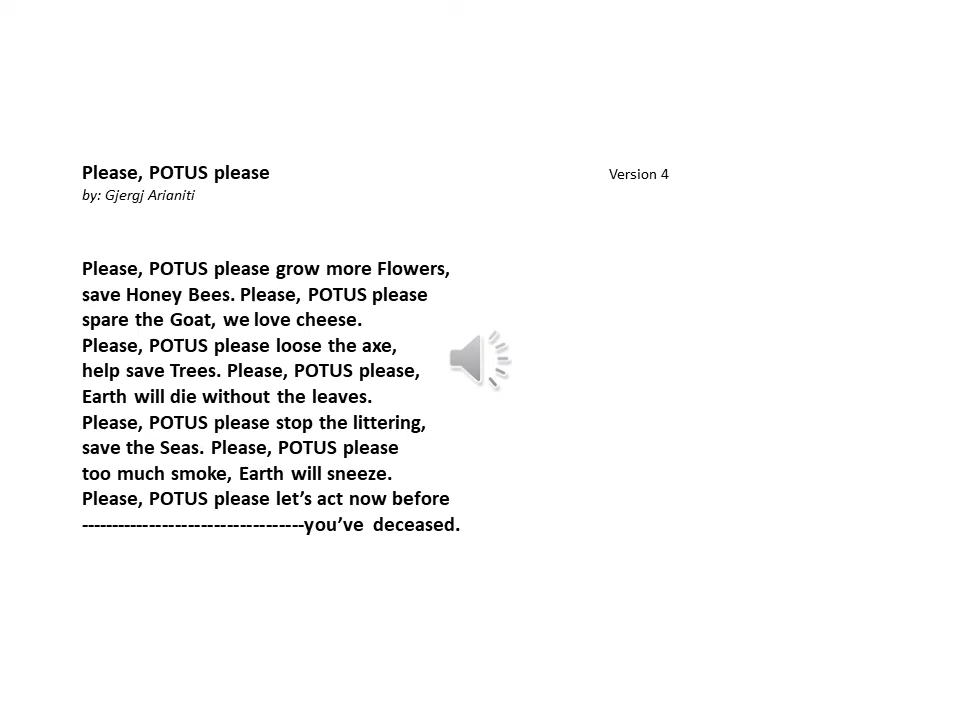 Please, POTUS please
Version 4
by: Gjergj Arianiti
Please, POTUS please grow more Flowers,
save Honey Bees. Please, POTUS please
spare the Goat, we love cheese.
Please, POTUS please loose the axe,
help save Trees. Please, POTUS please,
Earth will die without the leaves.
Please, POTUS please stop the littering,
save the Seas. Please, POTUS please
too much smoke, Earth will sneeze.
Please, POTUS please let’s act now before
------------------------------------you’ve deceased.